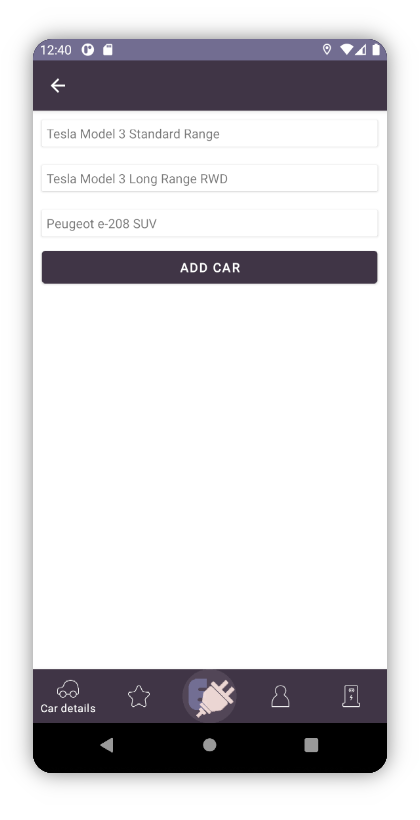 12:40
Tesla Model 3 Standard Range
Tesla Model 3 Long Range RWD
Peugeot e-208 SUV
ADD CAR
E
Car details